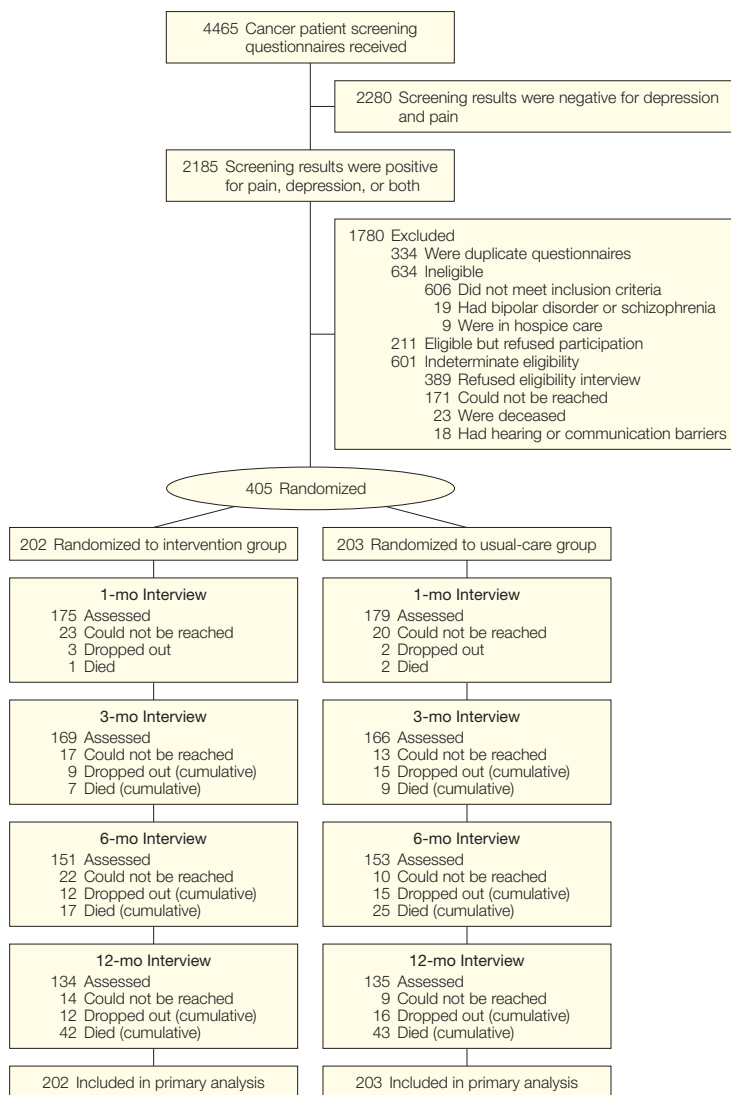 4465 Cancer patient screening
questionnaires received
2280 Screening results were negative for depression
and pain
2185 Screening results were positive
for pain, depression, or both
1780 Excluded
334 Were duplicate questionnaires
634 Ineligible
606 Did not meet inclusion criteria
19 Had bipolar disorder or schizophrenia
9 Were in hospice care
211 Eligible but refused participation
601 Indeterminate eligibility
389 Refused eligibility interview
171 Could not be reached
23 Were deceased
18 Had hearing or communication barriers
405 Randomized
202 Randomized to intervention group
203 Randomized to usual-care group
1-mo Interview
175 Assessed
23 Could not be reached
3 Dropped out
1 Died
1-mo Interview
179 Assessed
20 Could not be reached
2 Dropped out
2 Died
3-mo Interview
169 Assessed
17 Could not be reached
9 Dropped out (cumulative)
7 Died (cumulative)
3-mo Interview
166 Assessed
13 Could not be reached
15 Dropped out (cumulative)
9 Died (cumulative)
6-mo Interview
151 Assessed
22 Could not be reached
12 Dropped out (cumulative)
17 Died (cumulative)
6-mo Interview
153 Assessed
10 Could not be reached
15 Dropped out (cumulative)
25 Died (cumulative)
12-mo Interview
134 Assessed
14 Could not be reached
12 Dropped out (cumulative)
42 Died (cumulative)
12-mo Interview
135 Assessed
9 Could not be reached
16 Dropped out (cumulative)
43 Died (cumulative)
202 Included in primary analysis
203 Included in primary analysis